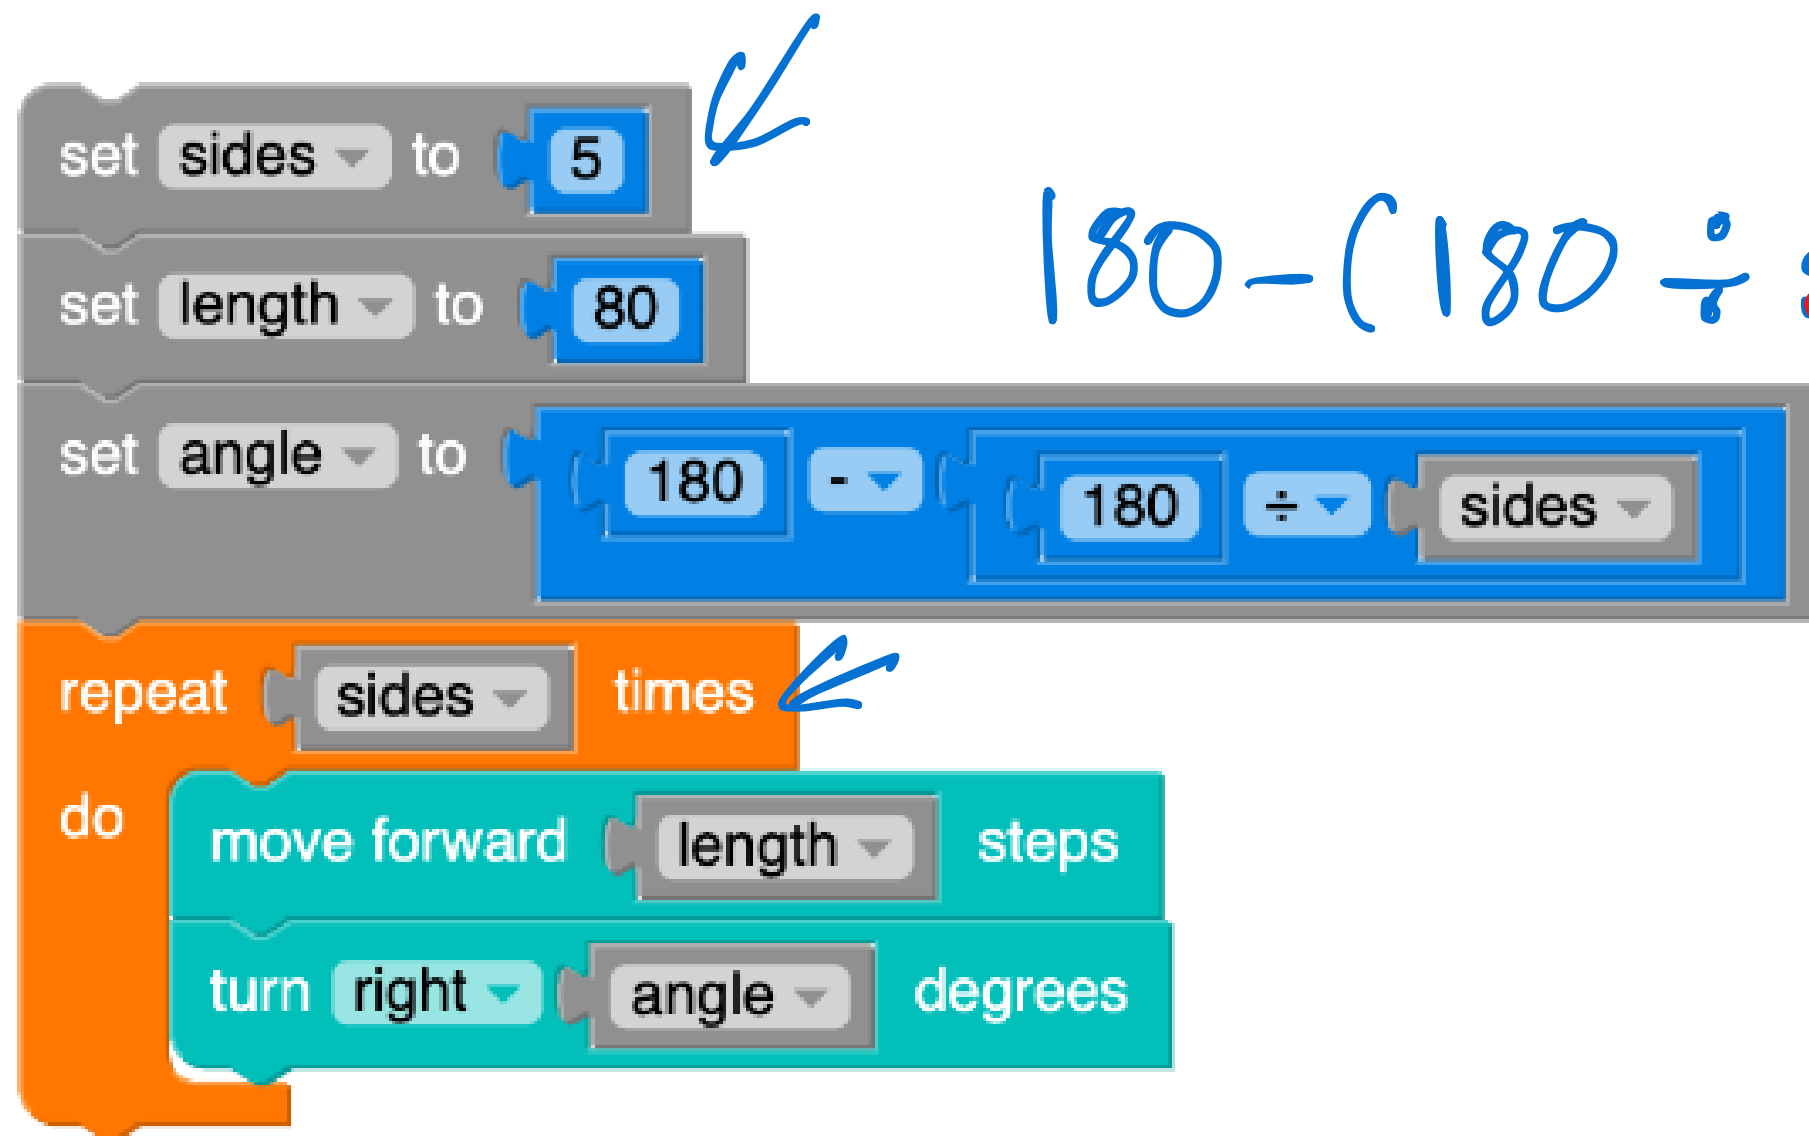 set sides to 5
180-(180÷
set length to 80
set angle to 180 - 180 ÷ sides
repeat sides times
do
move forward length steps
turn right angle degrees